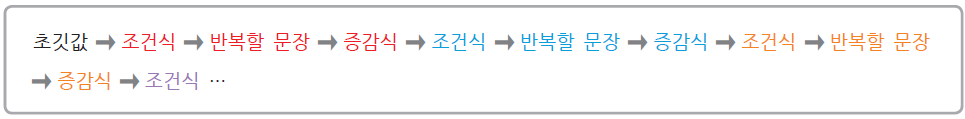 초깃값 → 조건식 → 반복할 문장 → 증감식 → 조건식 → 반복할 문장 → 증감식 → 조건식 → 반복할 문장
→ 증감식 → 조건식 …